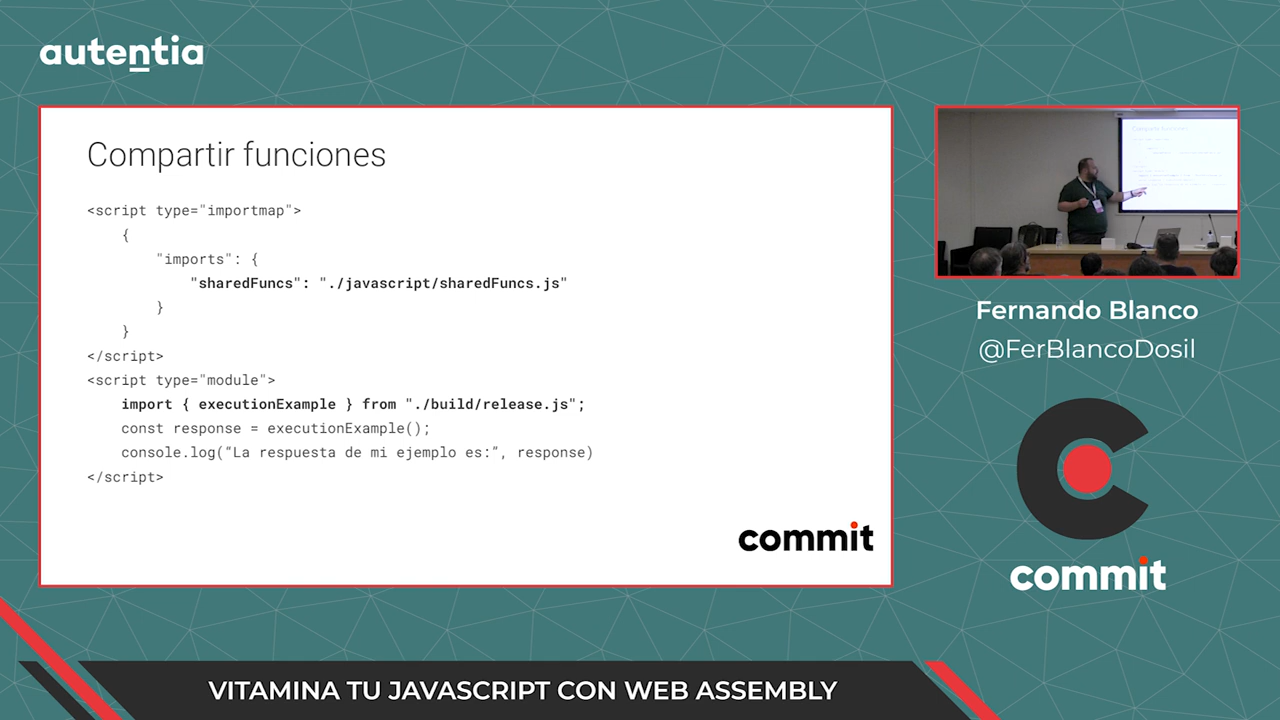 autentia
Compartir funciones
<script type="importmap">
{
"imports": {
"sharedFuncs": "./javascript/sharedFuncs.js"
}
}
</script>
<script type="module">
import { executionExample } from "./build/release.js";
const response = executionExample();
console.log(“La respuesta de mi ejemplo es:”, response)
</script>
commit
Fernando Blanco
@FerBlancoDosil
commit
VITAMINA TU JAVASCRIPT CON WEB ASSEMBLY